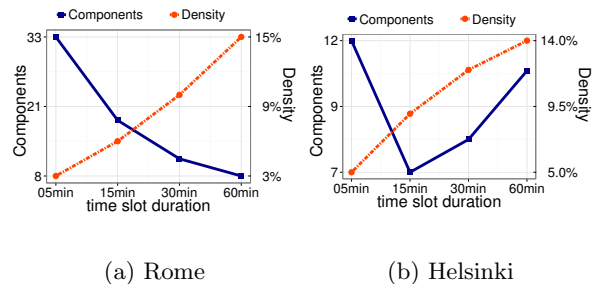 Components Density
33
21
8
15%
9%
3%
Components
Density
05min 15min 30min 60min
time slot duration
(a) Rome
Components Density
12
9
7
14.0%
9.5%
5.0%
Components
Density
05min 15min 30min 60min
time slot duration
(b) Helsinki